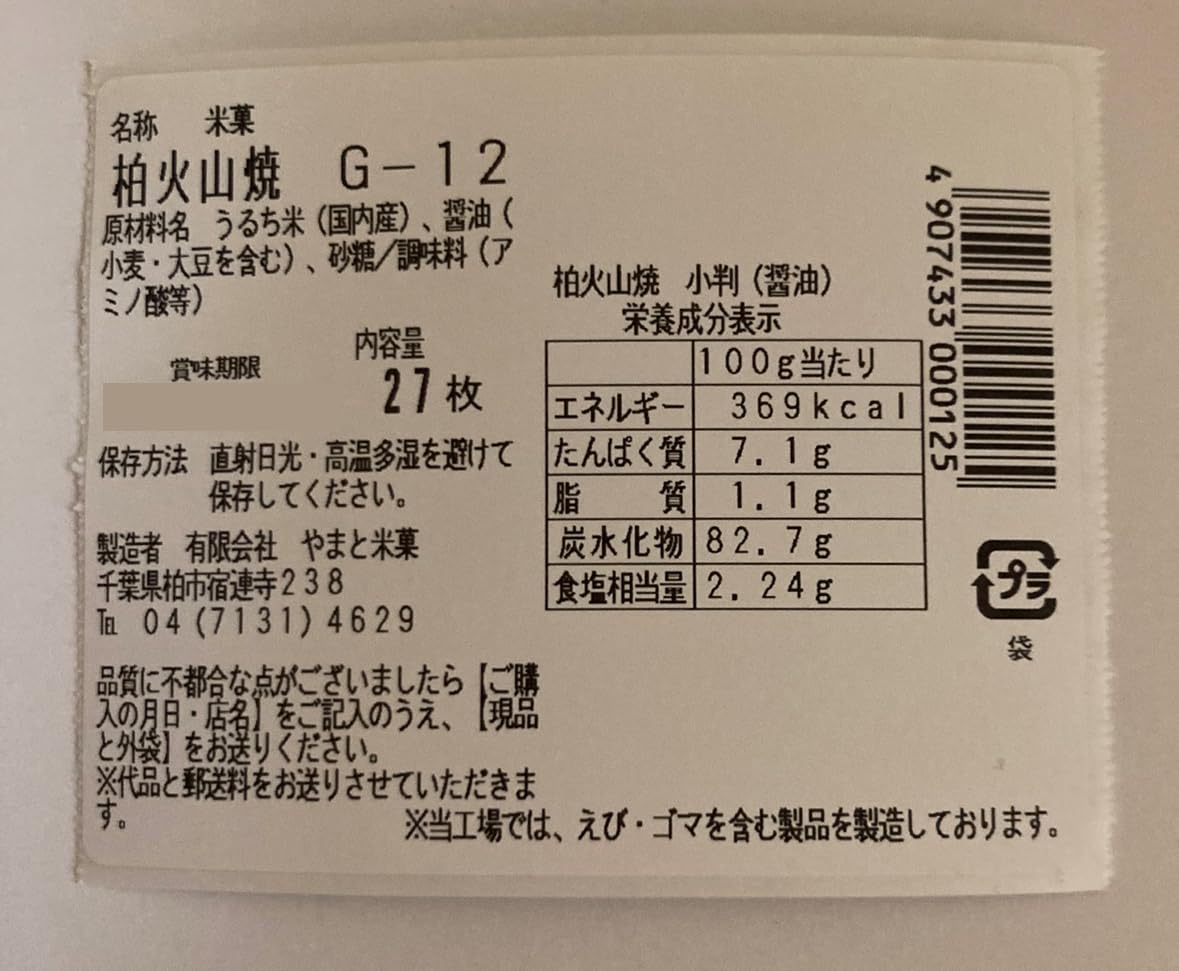 名称 米菓
柏火山焼 G-12
原材料名 うるち米(国内産)、醤油(
小麦・大豆を含む)、砂糖/調味料(ア
ミノ酸等)
内容量
賞味期限
27枚
保存方法 直射日光・高温多湿を避けて
保存してください。
製造者 有限会社 やまと米菓
千葉県柏市宿連寺238
℡ 04(7131)4629
品質に不都合な点がございましたら【ご購
入の月日・店名】をご記入のうえ、【現品
と外袋】をお送りください。
※代品と郵送料をお送りさせていただきま
す。
柏火山焼 小判(醤油)
栄養成分表示
100g当たり
エネルギー 369kcal
たんぱく質 7.1g
脂質 1.1g
炭水化物 82.7g
食塩相当量 2.24g
4 907433 000125
プラ
袋
※当工場では、えび・ゴマを含む製品を製造しております。